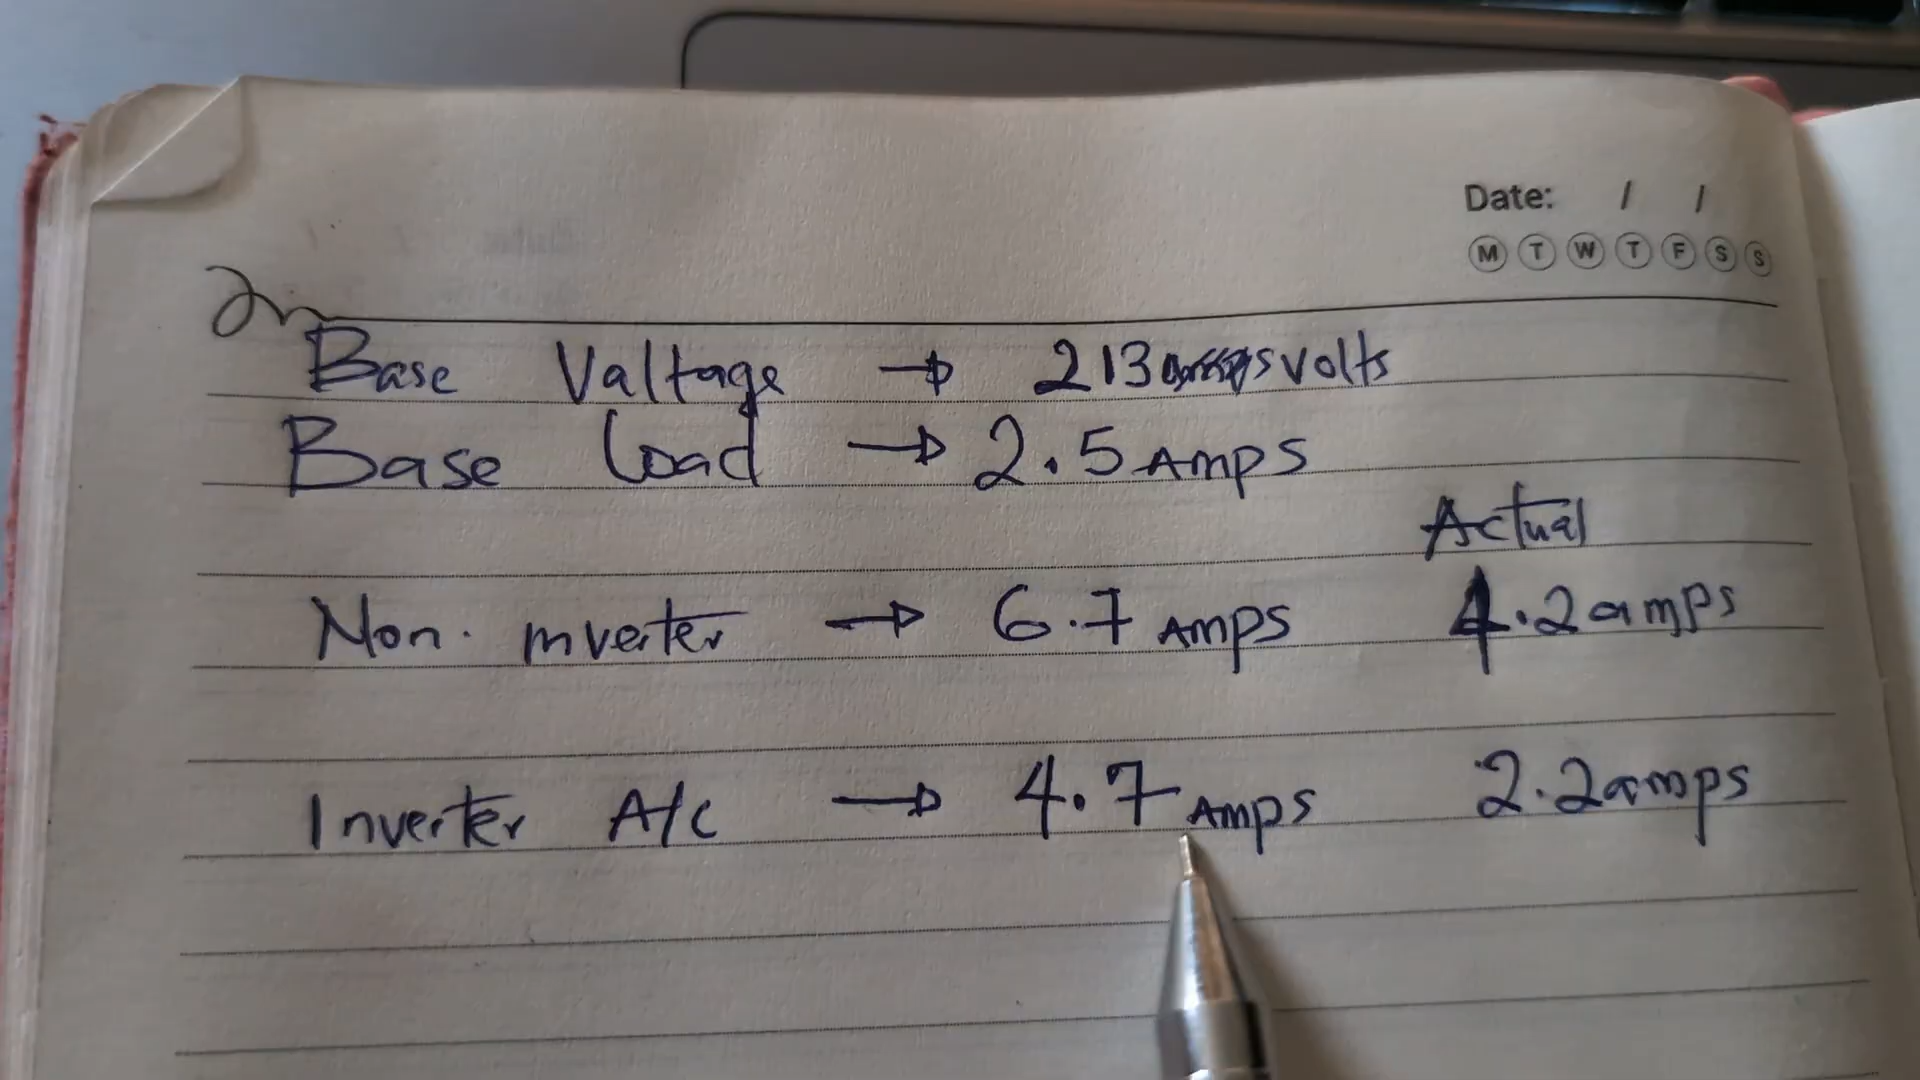 Date: / /
M T W T F S S
Base Valtage → 213 volts
Base Load → 2.5 Amps
Actual
Non. inverter → 6.7 Amps 4.2 amps
Inverter A/c → 4.7 Amps 2.2 amps